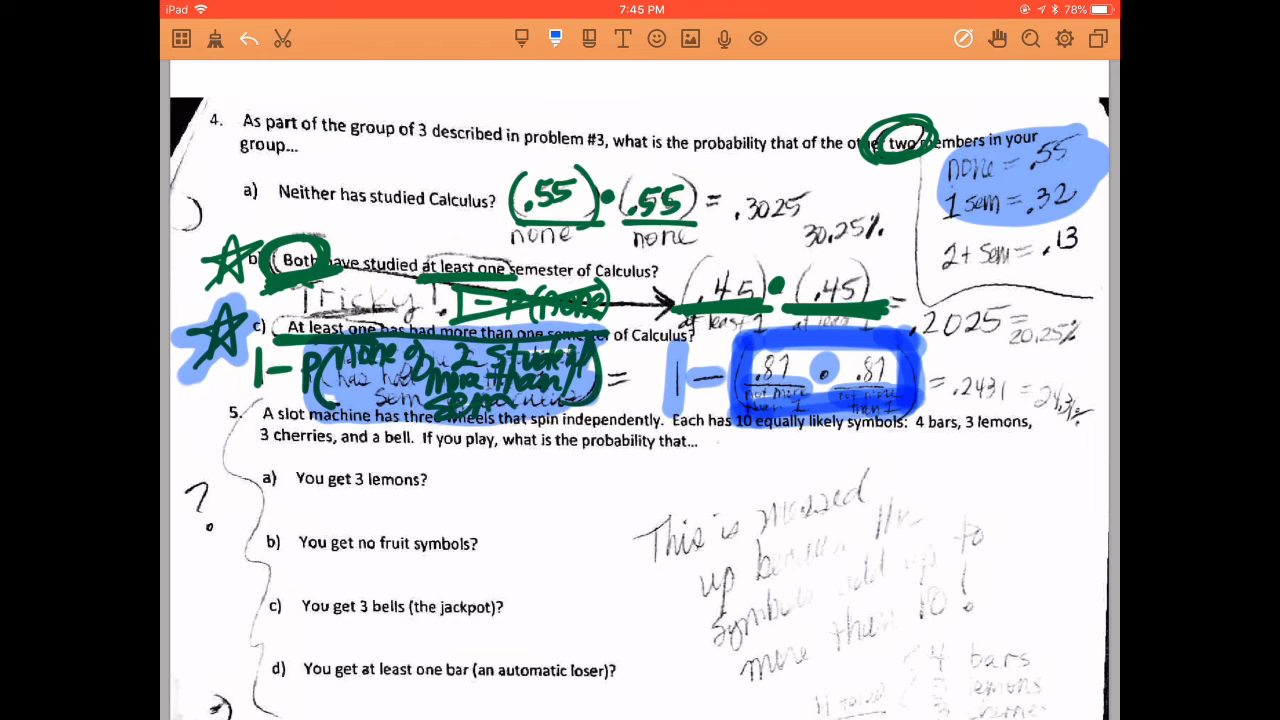 iPad
7:45 PM
78%
4. As part of the group of 3 described in problem #3, what is the probability that of the other two members in your
group...
none = .55
1 sem = .32
2+ sem = .13
a) Neither has studied Calculus? (.55) • (.55) = .3025
none none 30.25%
b) Both have studied at least one semester of Calculus? (.45) • (.45) =
Tricky! 1 - P(none)
at least 1 at least 1 .2025 = 20.25%
c) At least one has had more than one semester of Calculus?
1 - P(none of 2 students more than 1 sem) = 1 - (.87 • .87) = .2431 = 24.31%
not more than 1 not more than 1
5. A slot machine has three wheels that spin independently. Each has 10 equally likely symbols: 4 bars, 3 lemons,
3 cherries, and a bell. If you play, what is the probability that...
a) You get 3 lemons?
?
b) You get no fruit symbols?
c) You get 3 bells (the jackpot)?
d) You get at least one bar (an automatic loser)?
This is messed
up because the
symbols add up to
more than 10!
4 bars
lemons